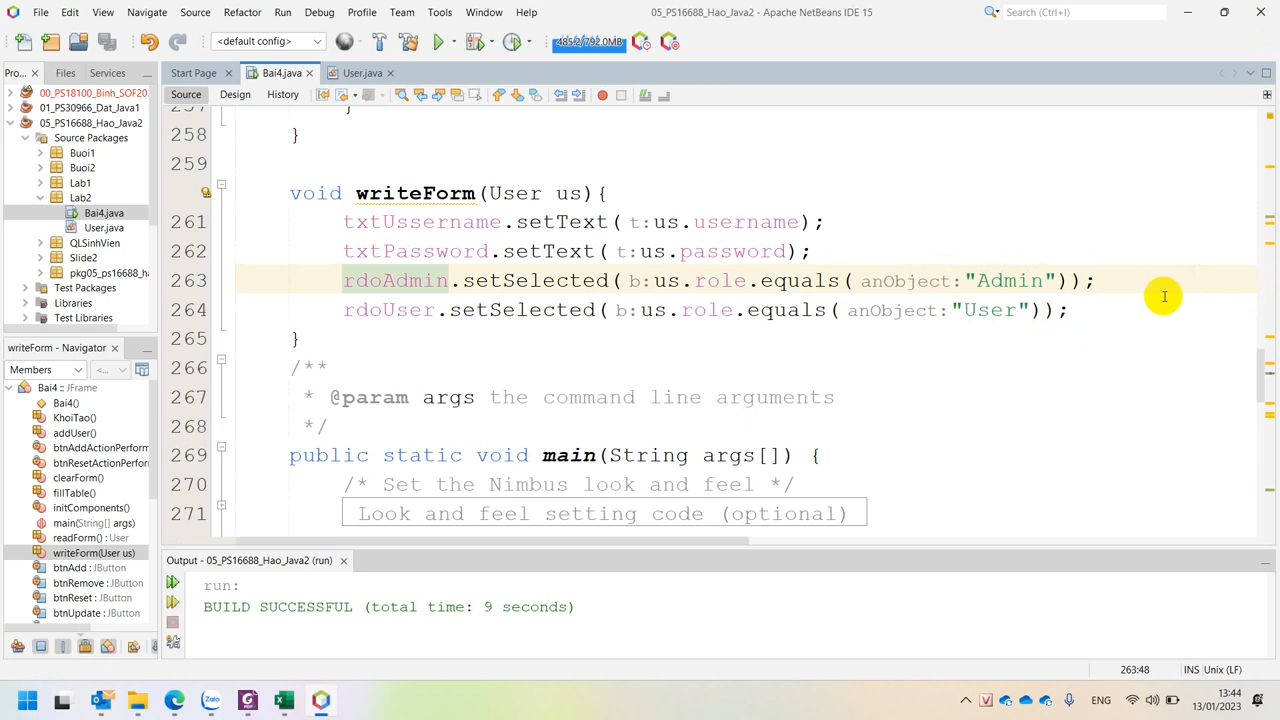 File Edit View Navigate Source Refactor Run Debug Profile Team Tools Window Help
05_PS16688_Hao_Java2 - Apache NetBeans IDE 15
Search (Ctrl+I)
<default config>
485.2/792.0MB
Pro... Files Services
Start Page Bai4.java User.java
Source Design History
00_PS18100_Binh_SOF20
01_PS30966_Dat_Java1
05_PS16688_Hao_Java2
Source Packages
Buoi1
Buoi2
Lab1
Lab2
Bai4.java
User.java
QLSinhVien
Slide2
pkg05_ps16688_ha
Test Packages
Libraries
Test Libraries
257 }
258 }
259
void writeForm(User us){
261 txtUssername.setText( t:us.username);
262 txtPassword.setText( t:us.password);
263 rdoAdmin.setSelected( b:us.role.equals( anObject:"Admin"));
264 rdoUser.setSelected( b:us.role.equals( anObject:"User"));
265 }
266 /**
267 * @param args the command line arguments
268 */
269 public static void main(String args[]) {
270 /* Set the Nimbus look and feel */
271 Look and feel setting code (optional)
writeForm - Navigator
Members <...
Bai4 :: JFrame
Bai4()
KhoiTao()
addUser()
btnAddActionPerform
btnResetActionPerform
clearForm()
fillTable()
initComponents()
main(String[] args)
readForm() : User
writeForm(User us)
btnAdd : JButton
btnRemove : JButton
btnReset : JButton
btnUpdate : JButton
Output - 05_PS16688_Hao_Java2 (run)
run:
BUILD SUCCESSFUL (total time: 9 seconds)
263:48 INS Unix (LF)
Zalo
ENG
13:44
13/01/2023